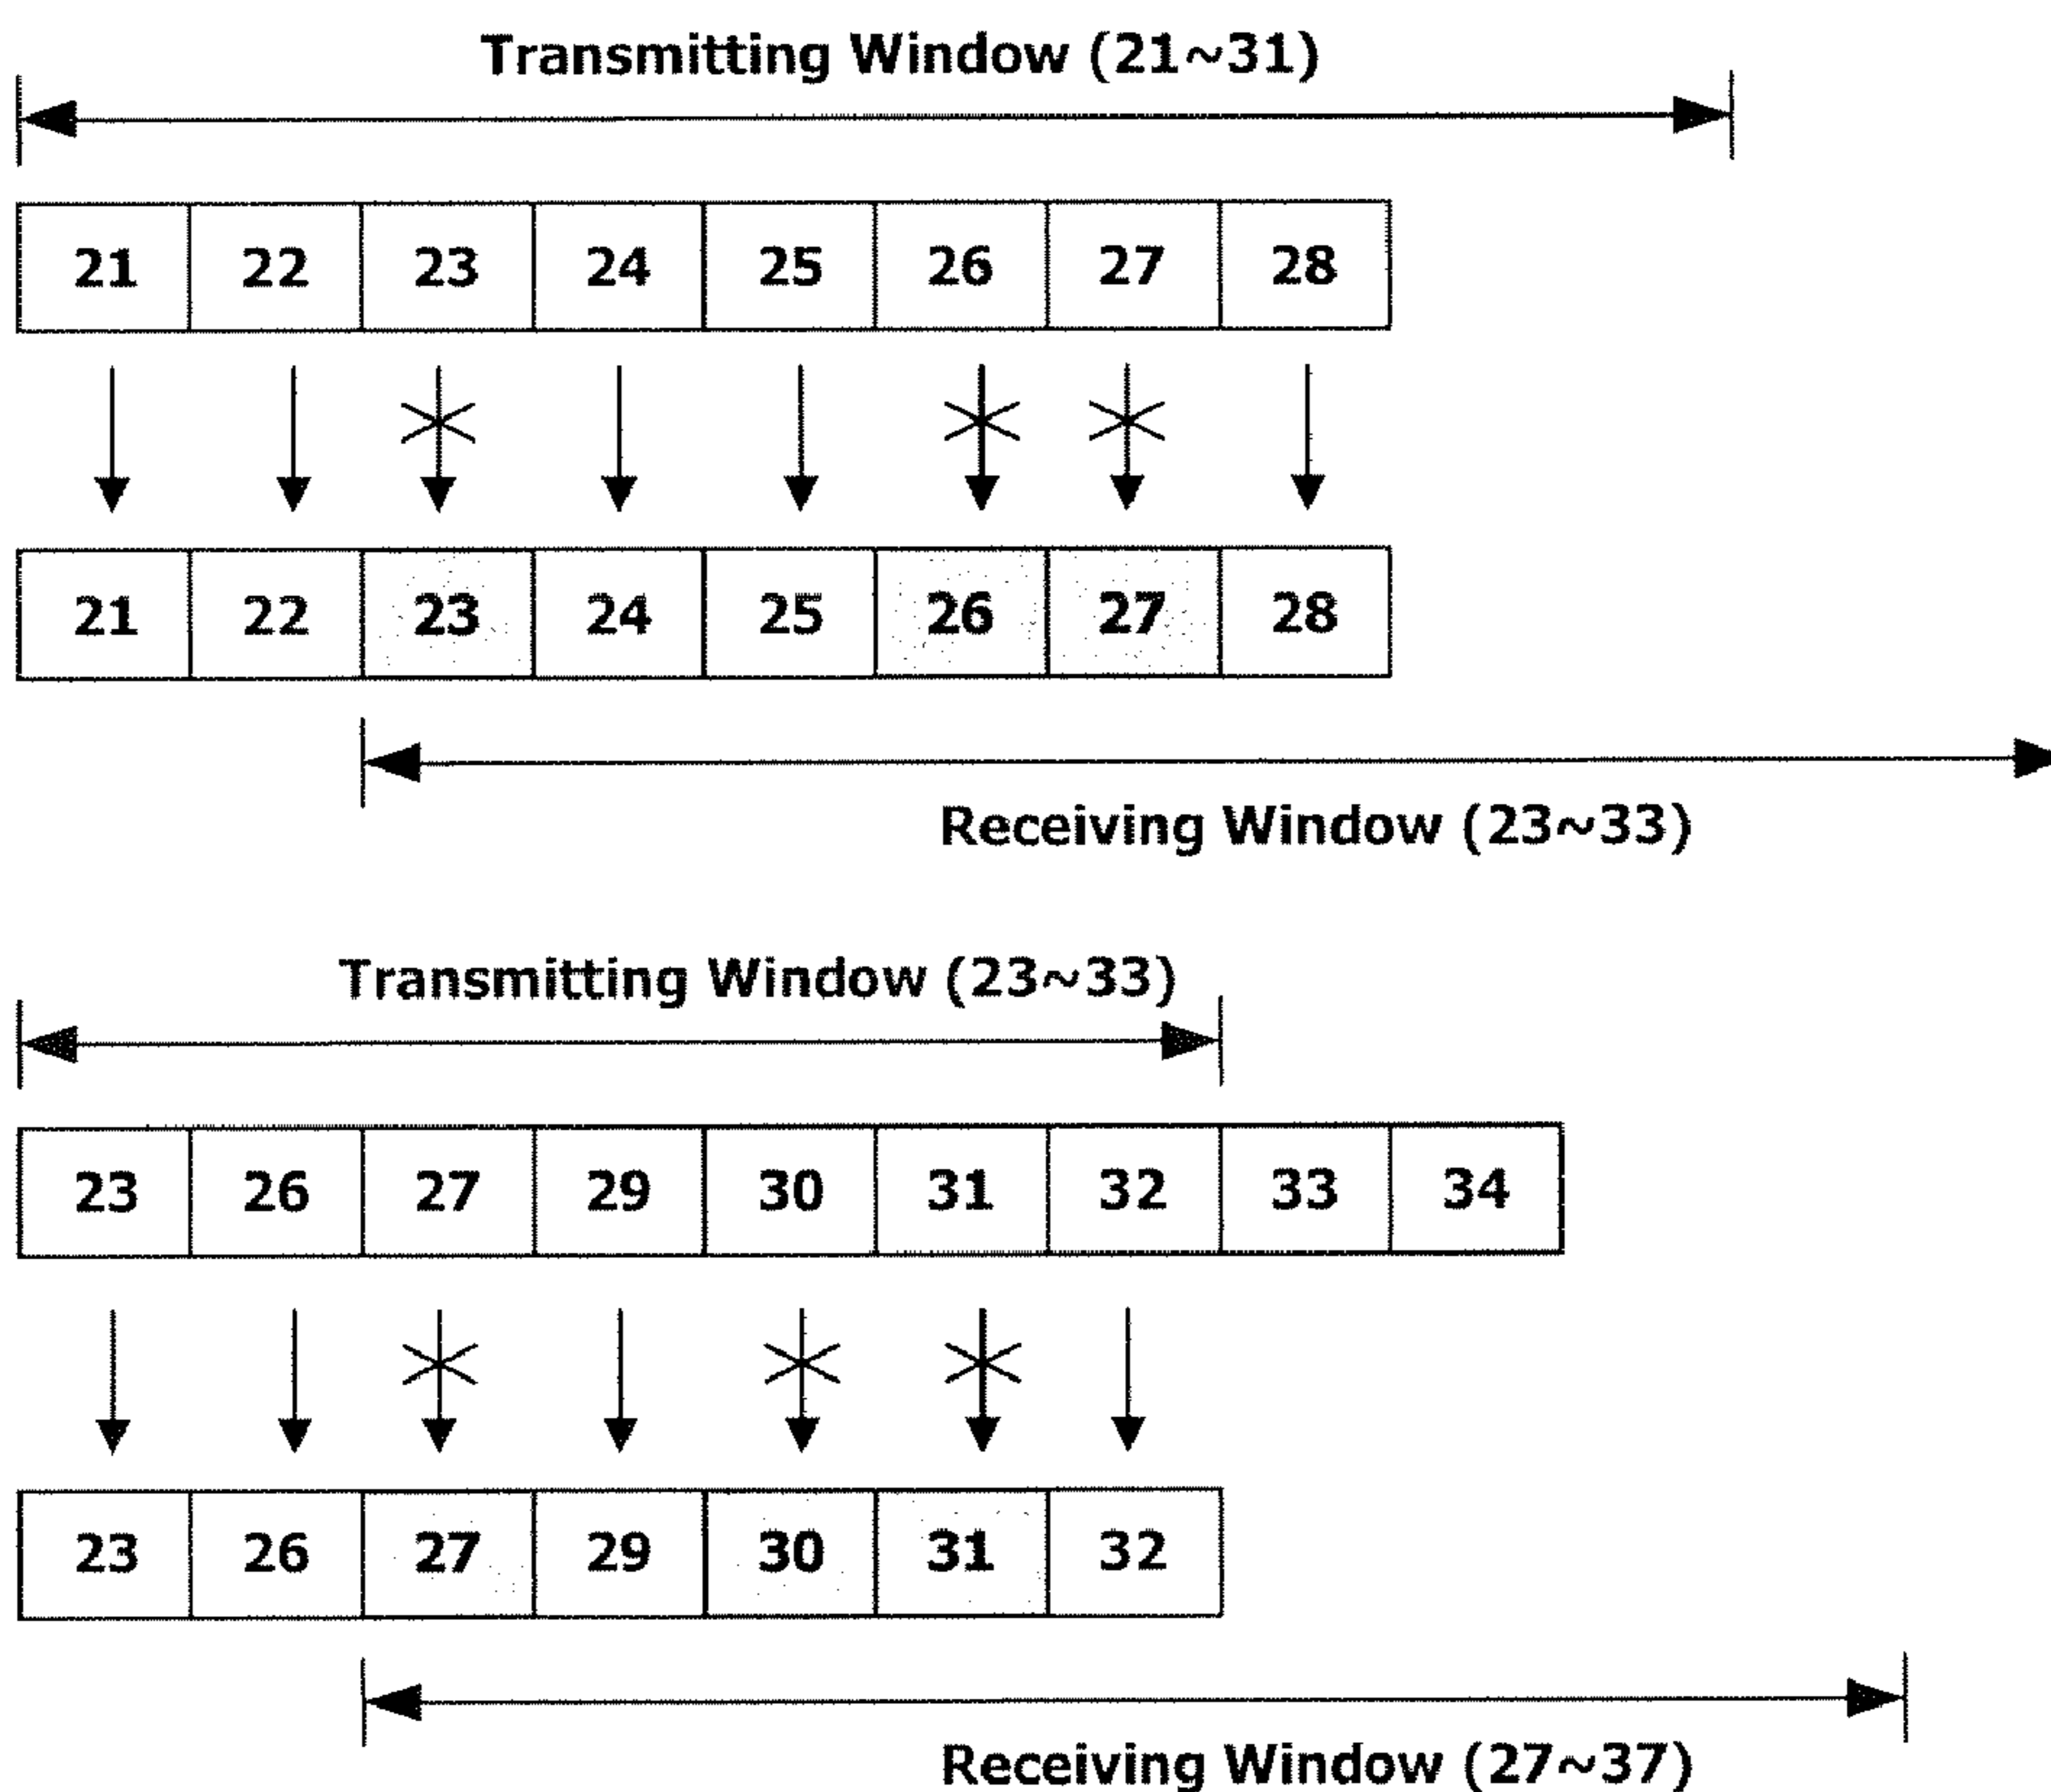 Transmitting Window (21~31)
21 22 23 24 25 26 27 28
21 22 23 24 25 26 27 28
Receiving Window (23~33)
Transmitting Window (23~33)
23 26 27 29 30 31 32 33 34
23 26 27 29 30 31 32
Receiving Window (27~37)